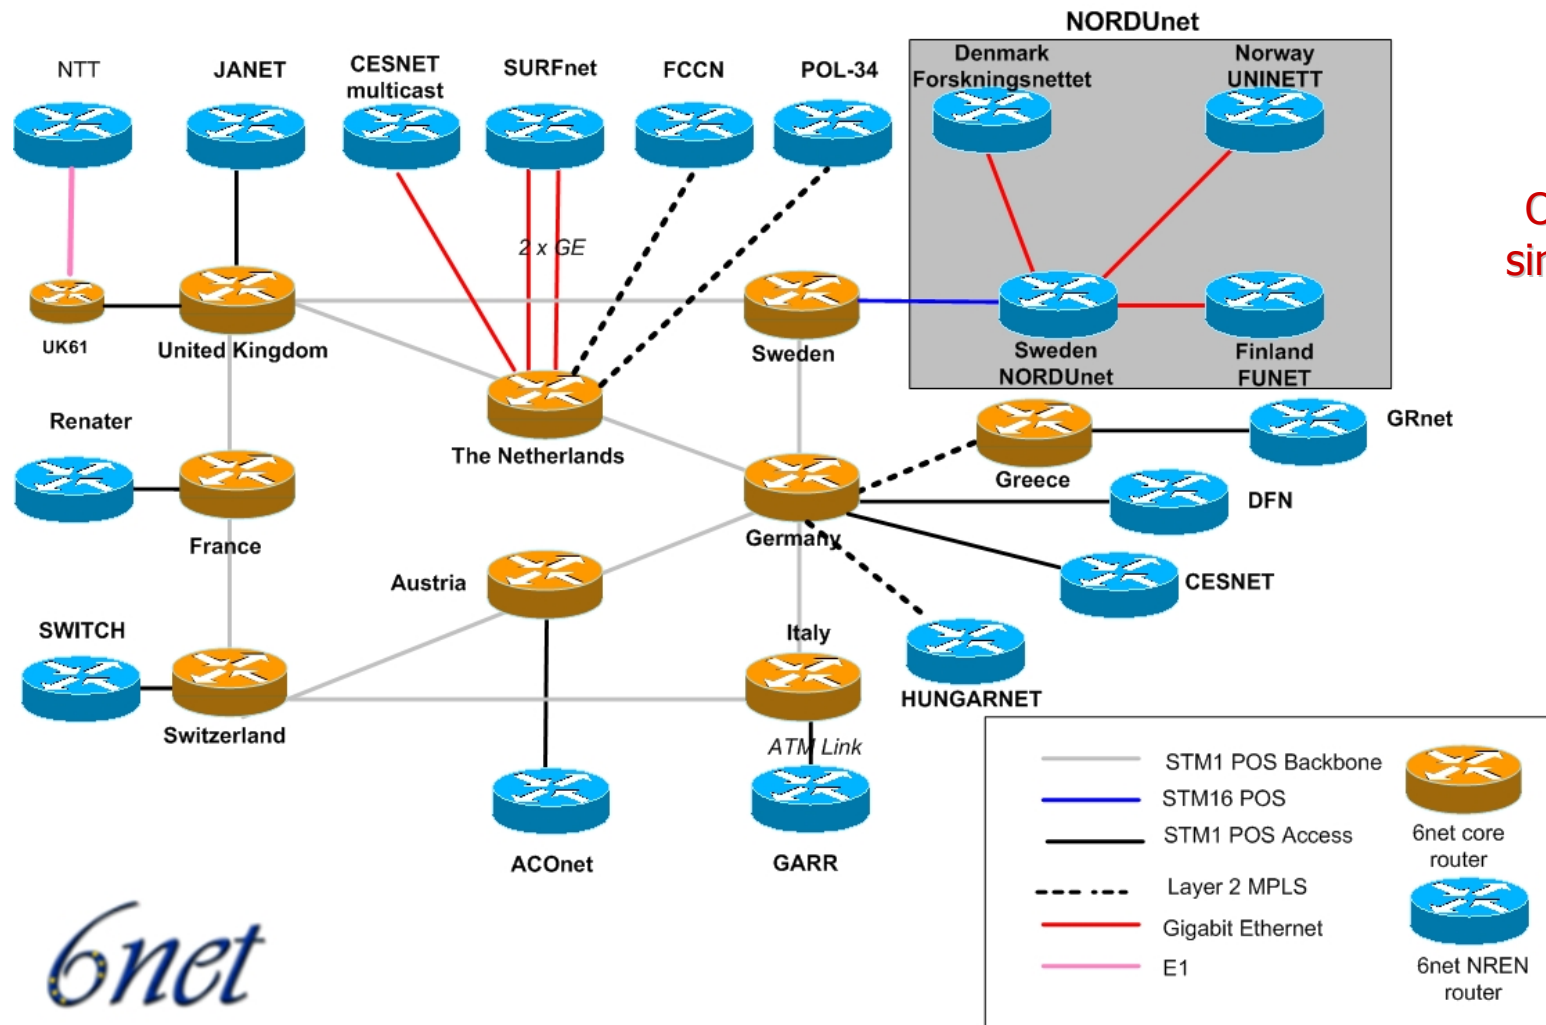 NORDUnet
NTT
JANET
CESNET
multicast
SURFnet
FCCN
POL-34
Denmark
Forskningsnettet
Norway
UNINETT
2 x GE
UK61
United Kingdom
Sweden
Sweden
NORDUnet
Finland
FUNET
Renater
The Netherlands
GRnet
Greece
DFN
France
Germany
Austria
CESNET
SWITCH
Italy
HUNGARNET
Switzerland
ATM Link
ACOnet
GARR
STM1 POS Backbone
STM16 POS
STM1 POS Access
Layer 2 MPLS
Gigabit Ethernet
E1
6net core
router
6net NREN
router
6net